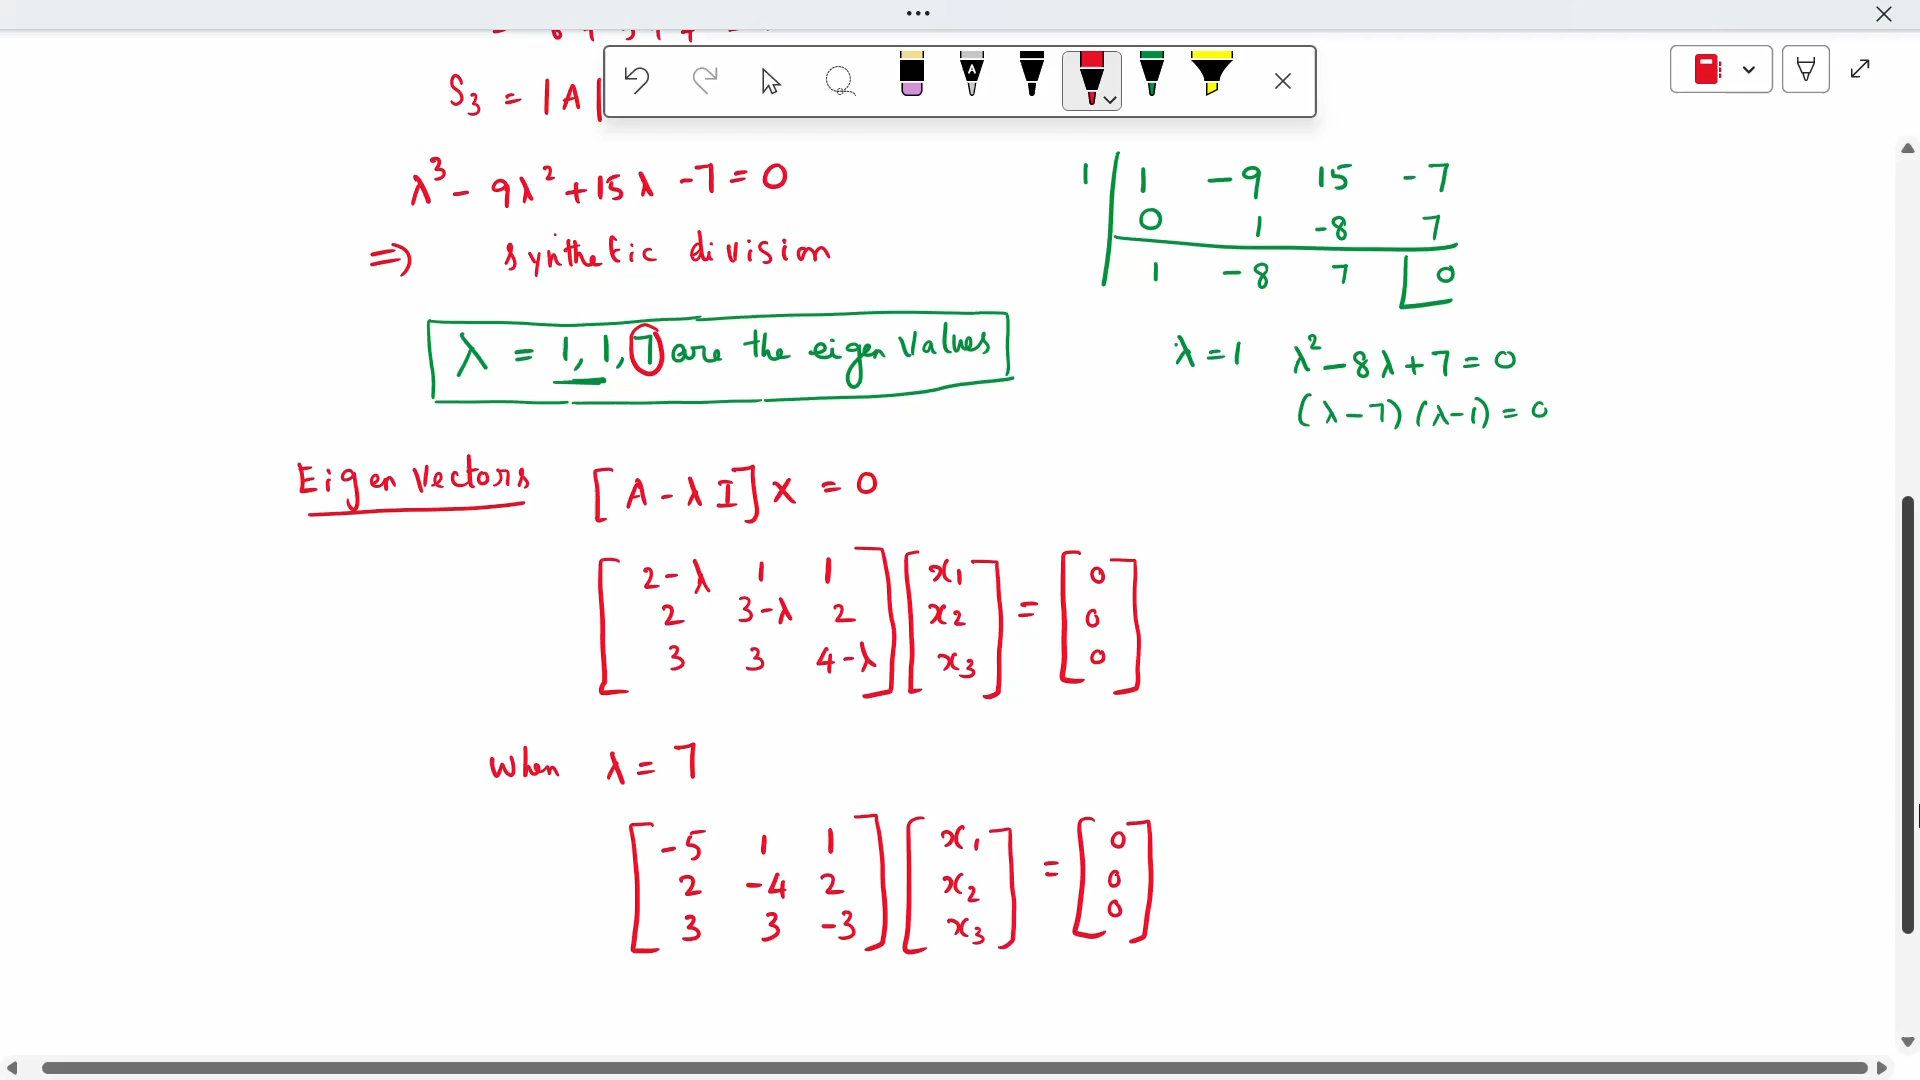 S₃ = |A|
λ³ - 9λ² + 15λ - 7 = 0
⇒ synthetic division
1 | 1 -9 15 -7
0 1 -8 7
1 -8 7 | 0
λ = 1, 1, 7 are the eigen values
λ = 1 λ² - 8λ + 7 = 0
(λ - 7) (λ - 1) = 0
Eigen Vectors [A - λI] X = 0
[2-λ 1 1] [x₁] = [0]
[2 3-λ 2] [x₂] [0]
[3 3 4-λ] [x₃] [0]
When λ = 7
[-5 1 1] [x₁] = [0]
[2 -4 2] [x₂] [0]
[3 3 -3] [x₃] [0]